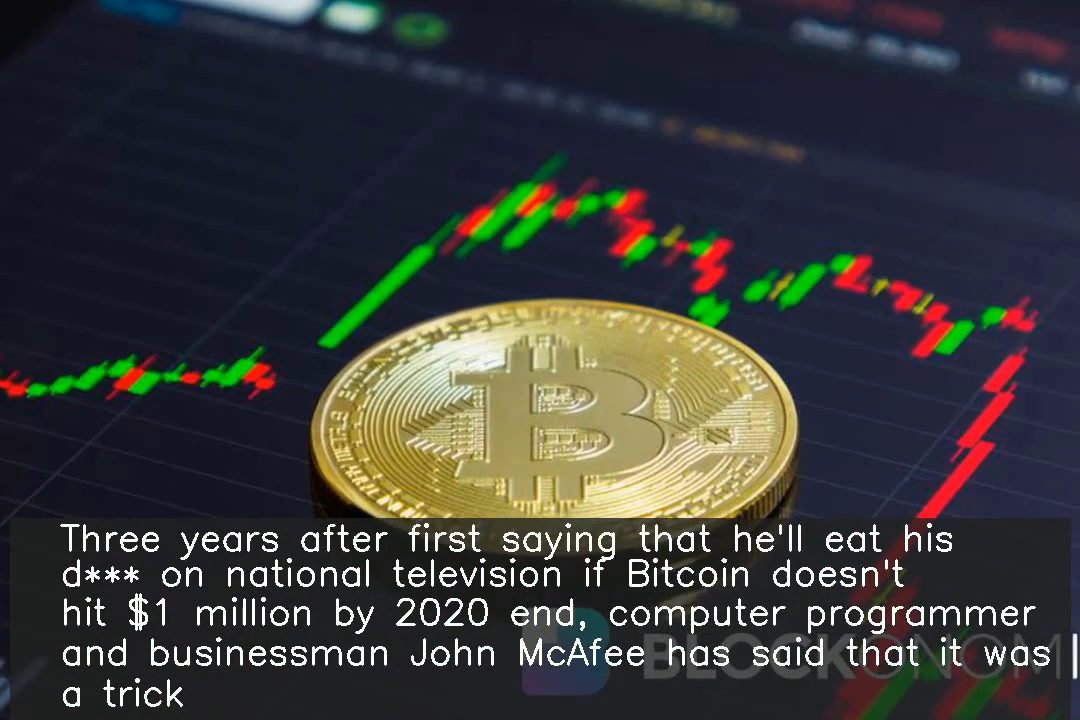 Three years after first saying that he'll eat his
d*** on national television if Bitcoin doesn't
hit $1 million by 2020 end, computer programmer
and businessman John McAfee has said that it was
a trick
BLOCKONOMI